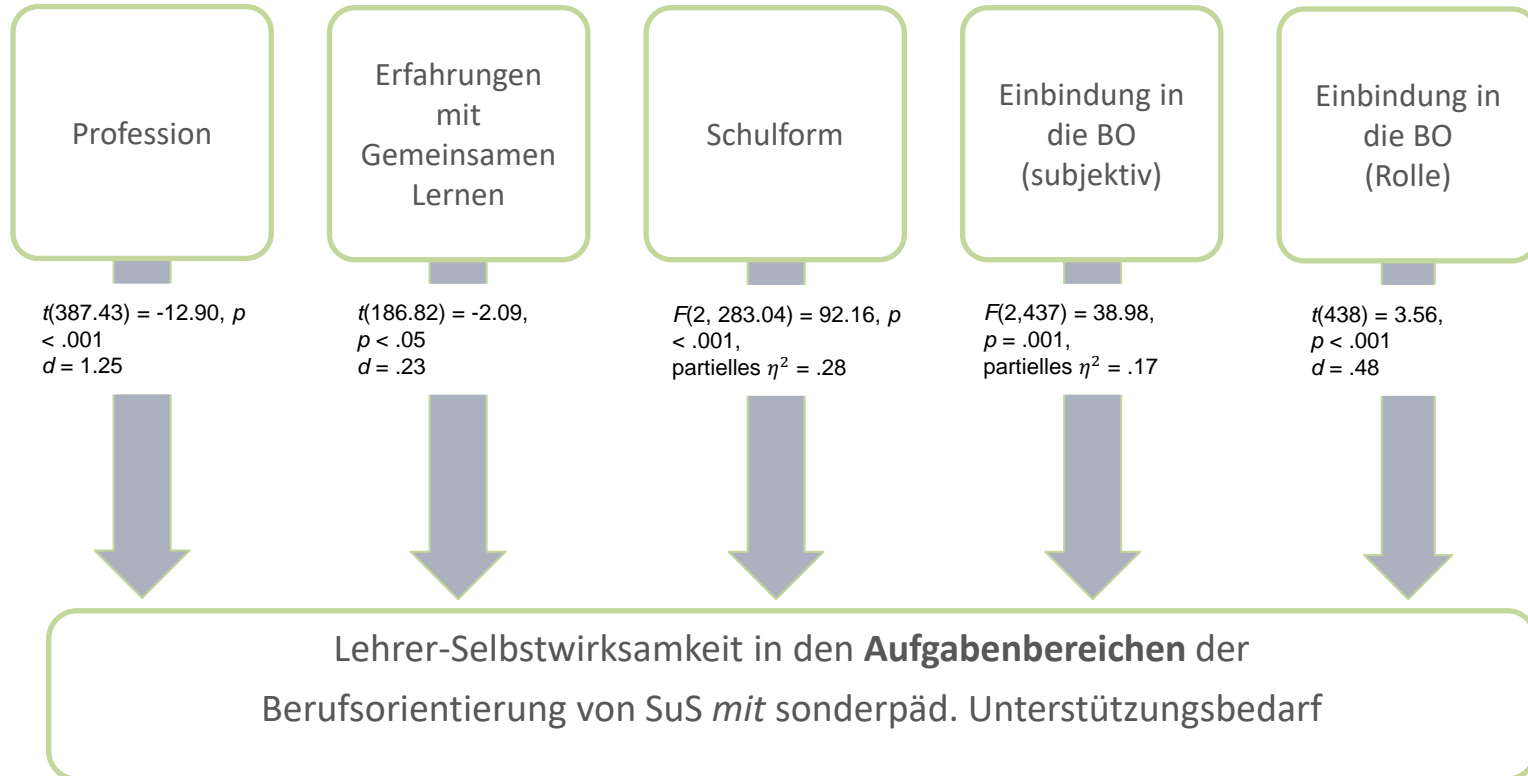 Profession
Erfahrungen
mit
Gemeinsamen
Lernen
Schulform
Einbindung in
die BO
(subjektiv)
Einbindung in
die BO
(Rolle)
t(387.43) = -12.90, p
< .001
d = 1.25
t(186.82) = -2.09,
p < .05
d = .23
F(2, 283.04) = 92.16, p
< .001,
partielles η² = .28
F(2,437) = 38.98,
p = .001,
partielles η² = .17
t(438) = 3.56,
p < .001
d = .48
Lehrer-Selbstwirksamkeit in den Aufgabenbereichen der
Berufsorientierung von SuS mit sonderpäd. Unterstützungsbedarf